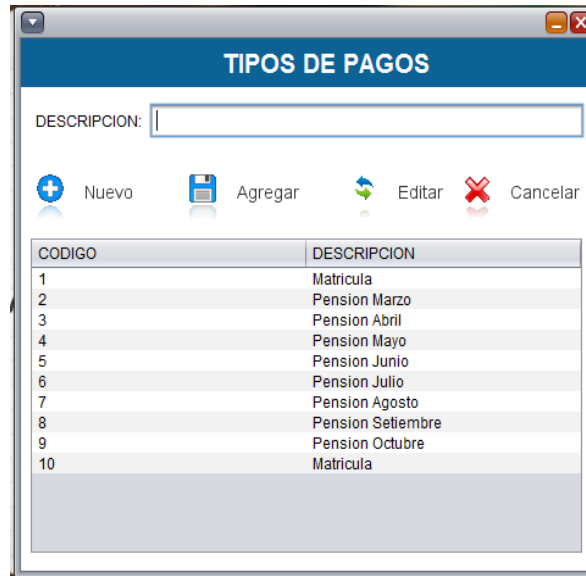 TIPOS DE PAGOS
DESCRIPCION:
Nuevo Agregar Editar Cancelar
CODIGO DESCRIPCION
1 Matricula
2 Pension Marzo
3 Pension Abril
4 Pension Mayo
5 Pension Junio
6 Pension Julio
7 Pension Agosto
8 Pension Setiembre
9 Pension Octubre
10 Matricula